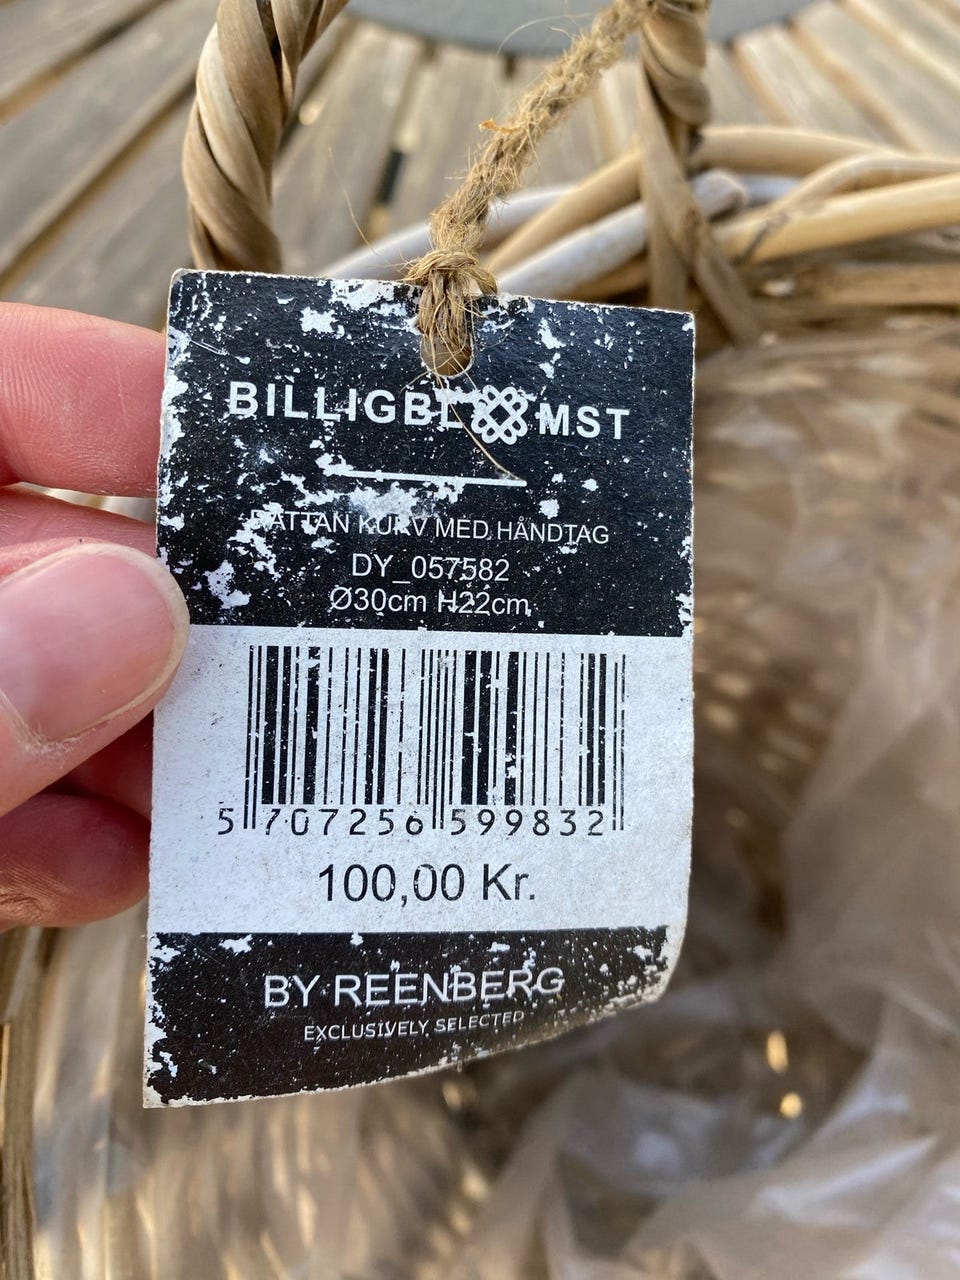 BILLIGBLOMST
RATTAN KURV MED HÅNDTAG
DY_057582
Ø30cm H22cm
5 707256 599832
100,00 Kr.
BY REENBERG
EXCLUSIVELY SELECTED